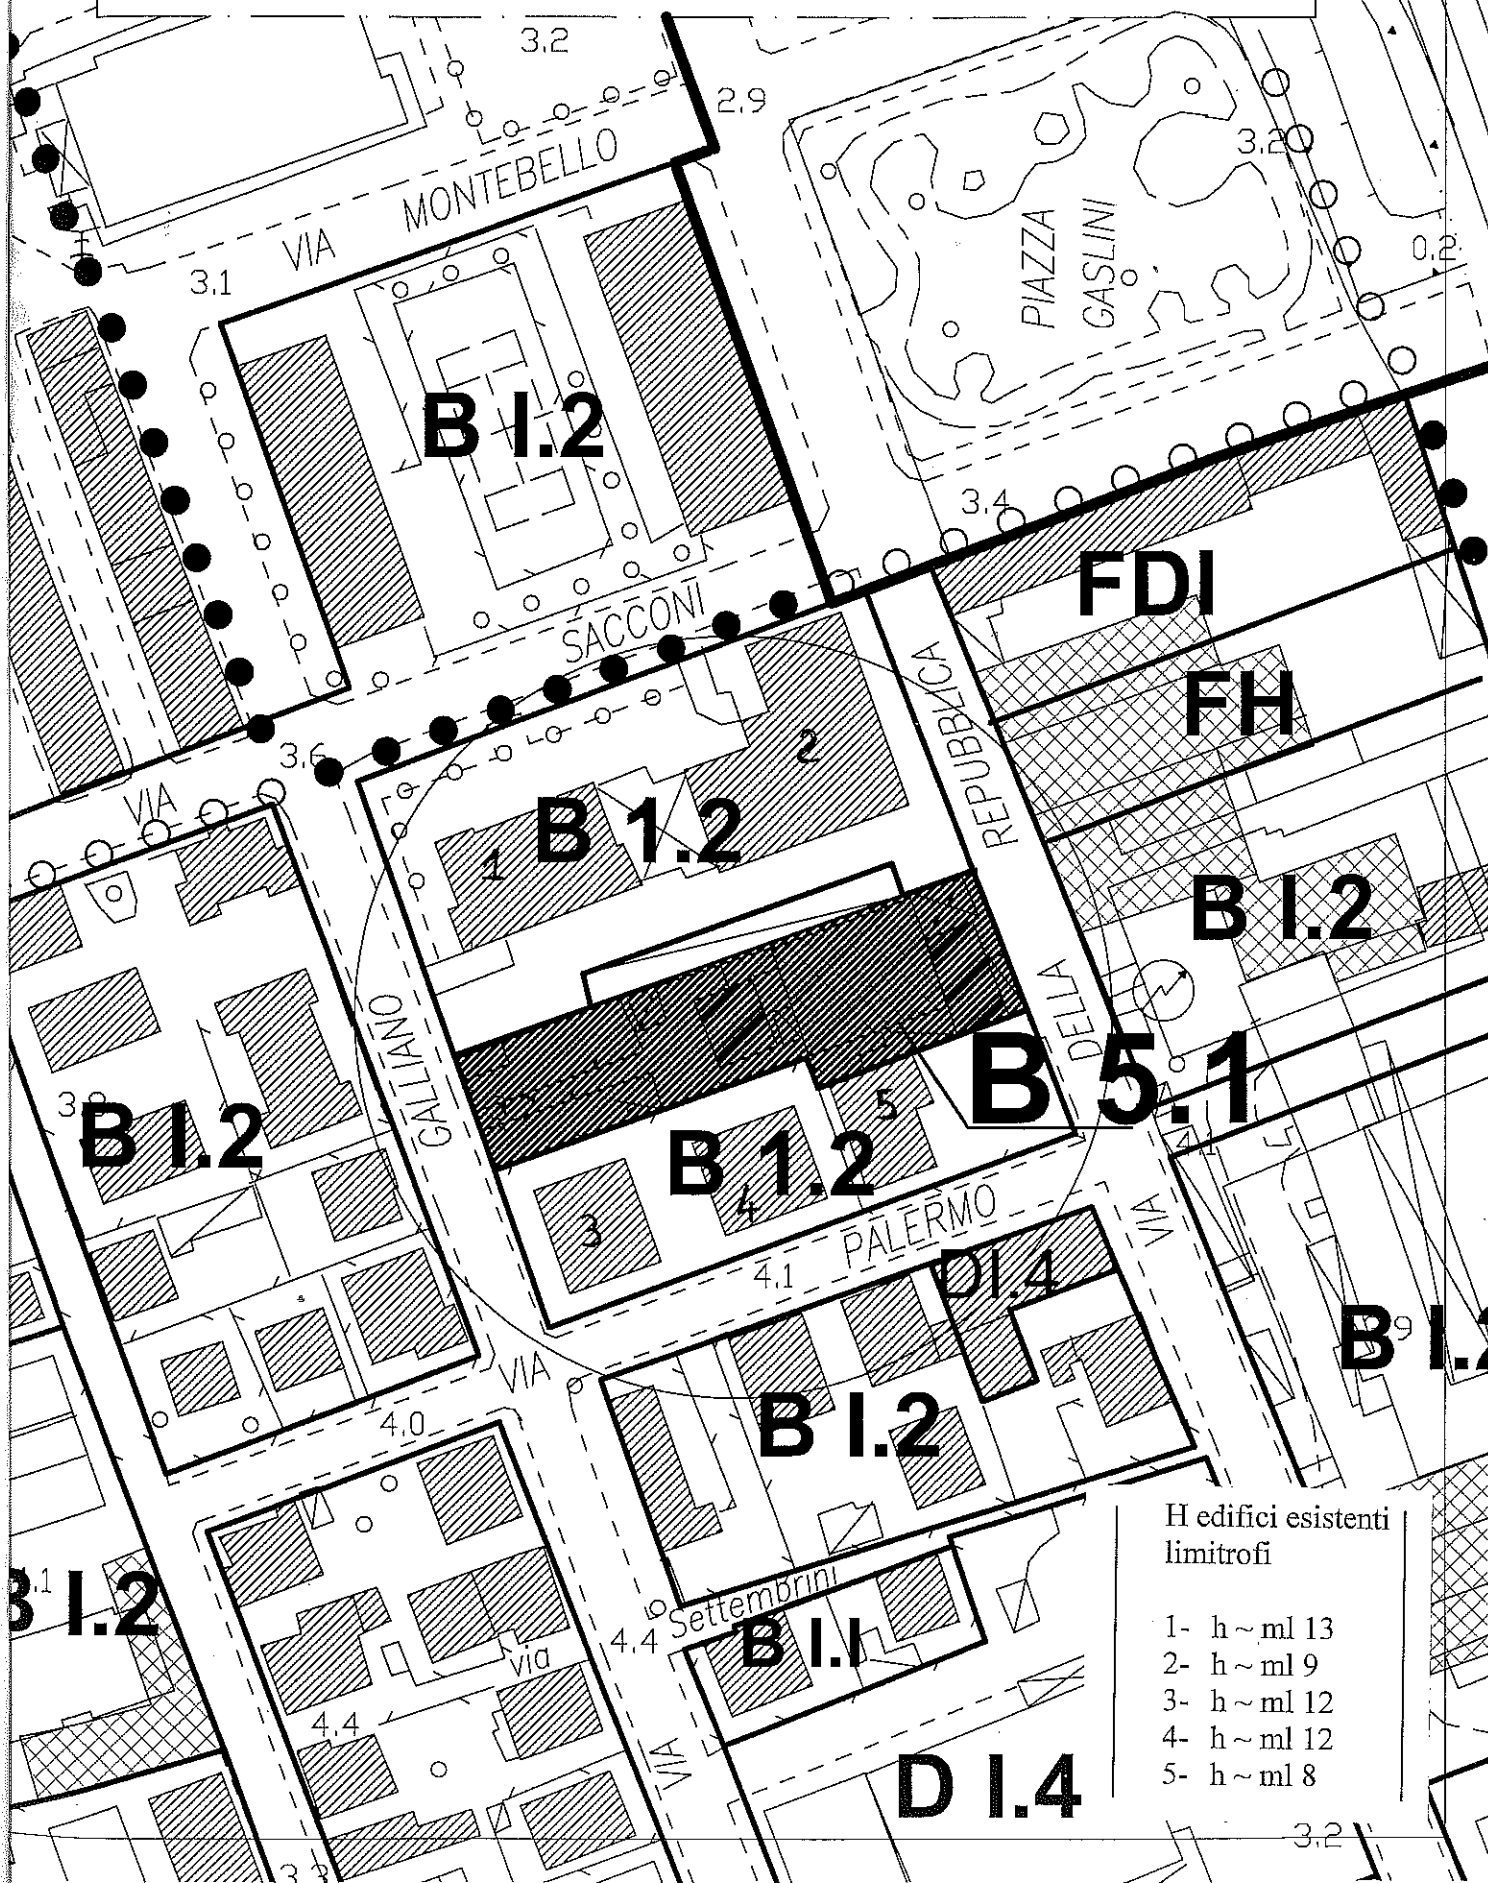 3.2
2.9
VIA MONTEBELLO
3.2
PIAZZA
GASLINI
0.2
3.1
B I.2
3.4
FDI
SACCONI
REPUBBLICA
FH
3.6
VIA
2
B 1.2
1
B I.2
GALLIANO
DELLA
B 5.1
5
B I.2
B 1.2
4
3
4.1
PALERMO
VIA
DI.4
4.1
B I.2
VIA
4.0
B I.2
H edifici esistenti
limitrofi
1- h ~ ml 13
2- h ~ ml 9
3- h ~ ml 12
4- h ~ ml 12
5- h ~ ml 8
B I.2
Settembrini
4.4
B I.I
via
4.4
VIA
D I.4
3.2
3.3